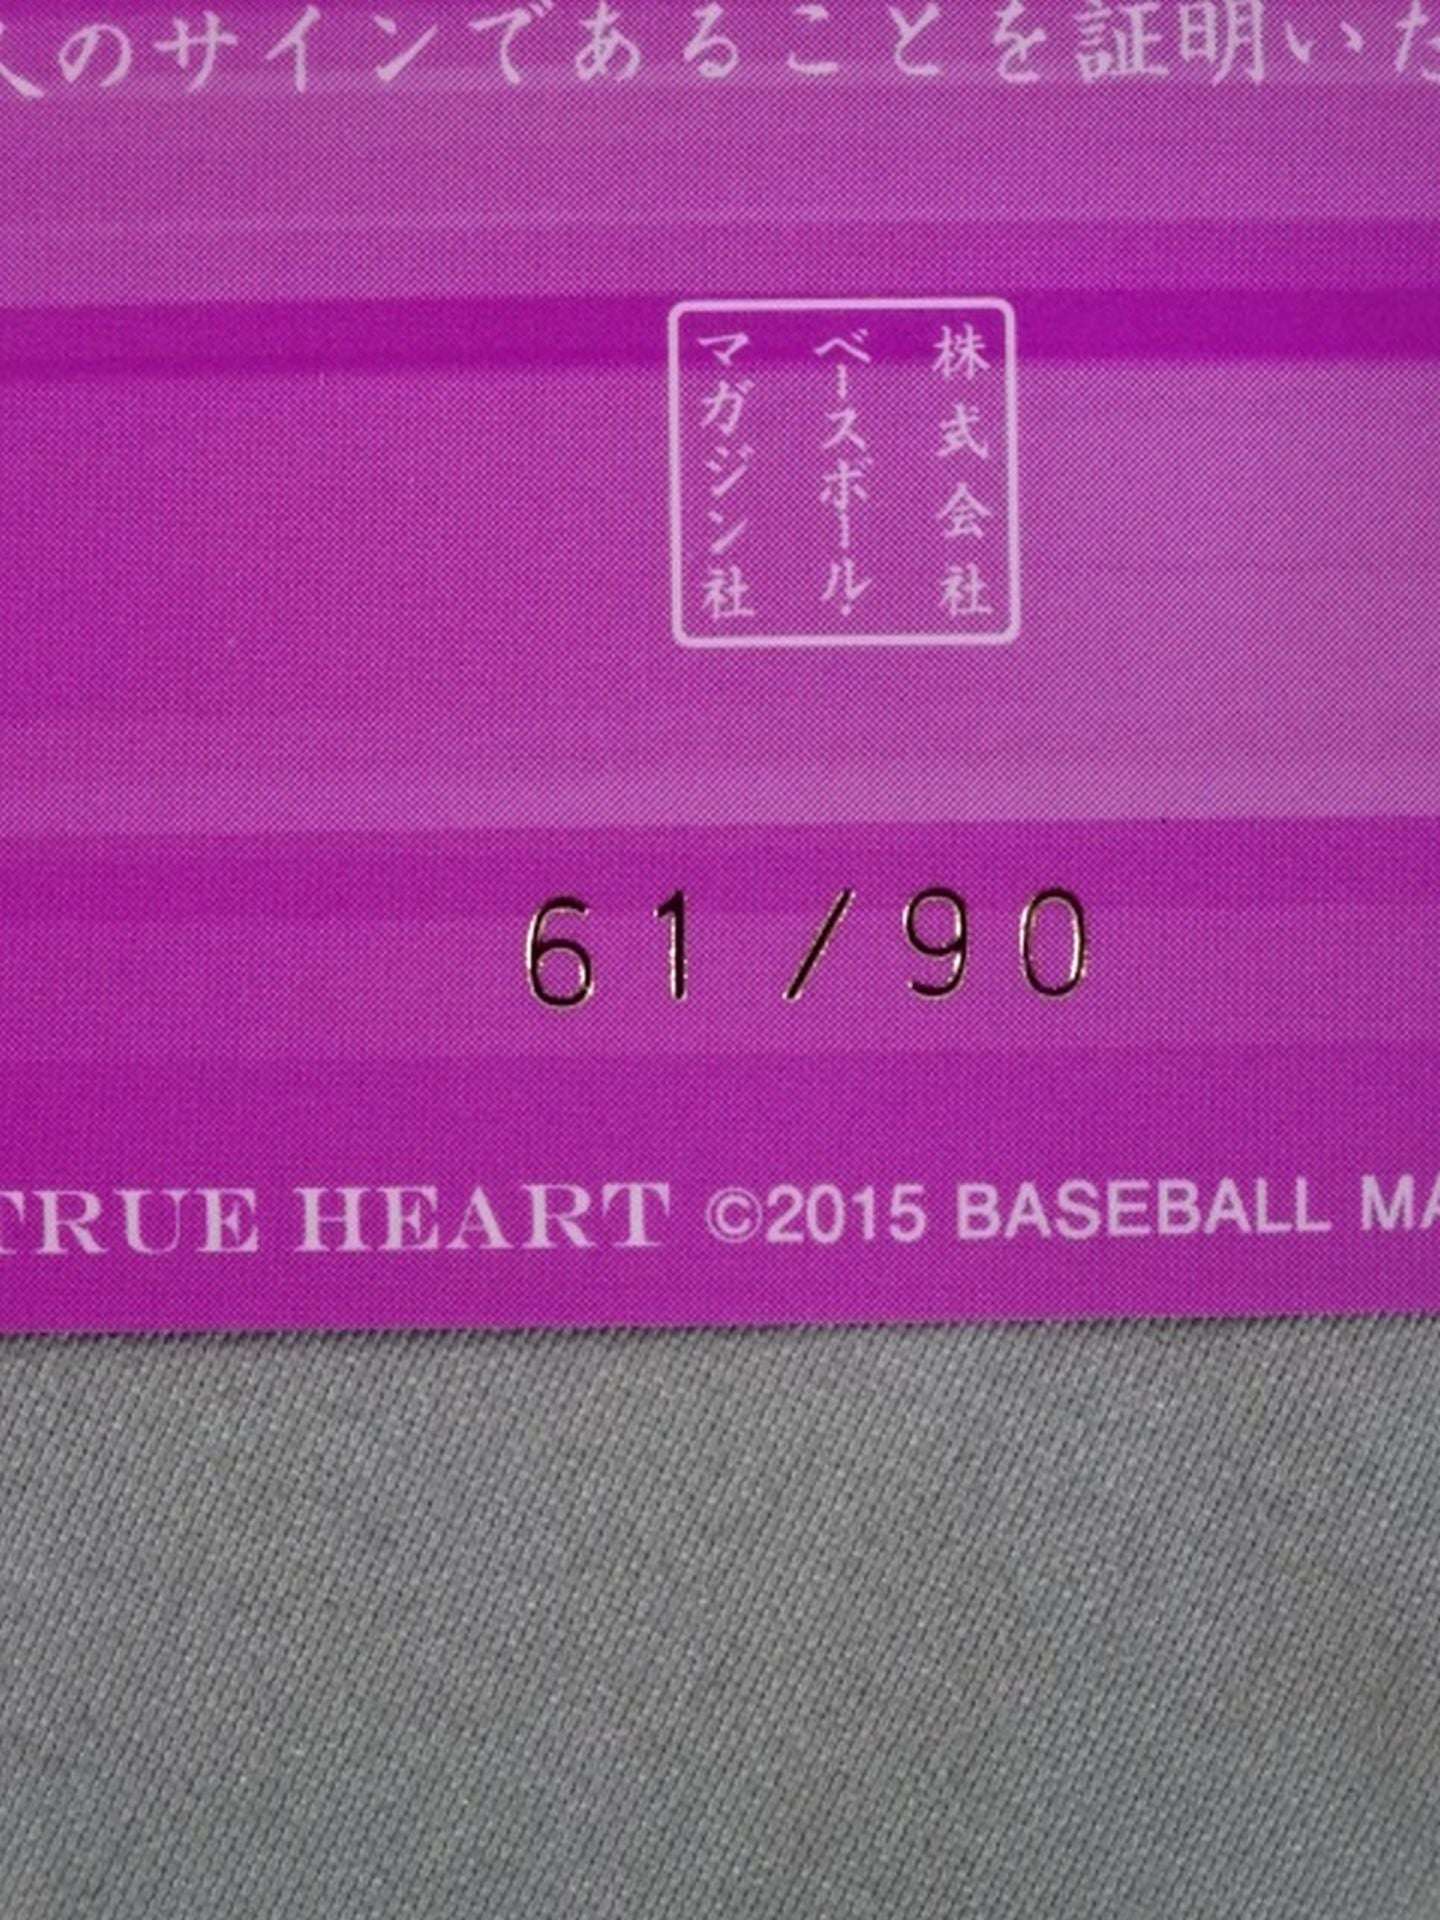 人のサインであることを証明いた
株式会社
ベースボール・
マガジン社
61/90
TRUE HEART ©2015 BASEBALL MA